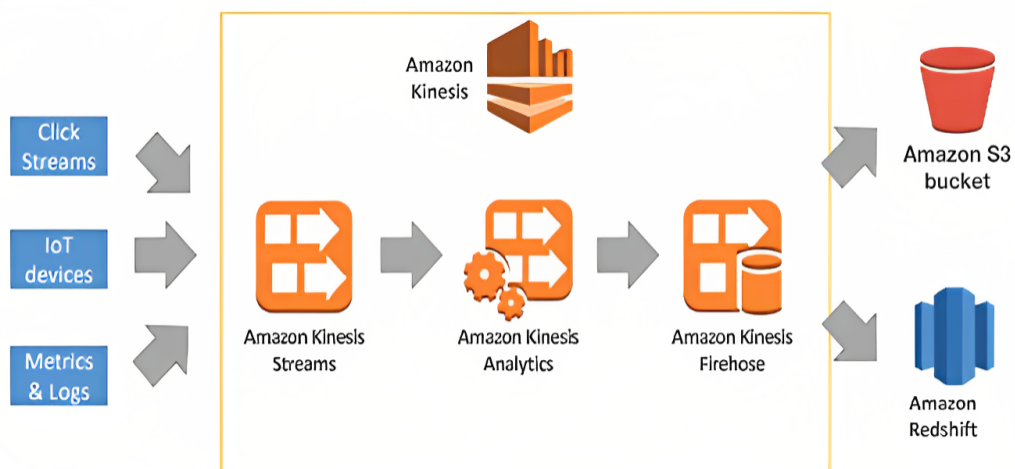 Amazon
Kinesis
Click
Streams
IoT
devices
Metrics
& Logs
Amazon Kinesis
Streams
Amazon Kinesis
Analytics
Amazon Kinesis
Firehose
Amazon S3
bucket
Amazon
Redshift